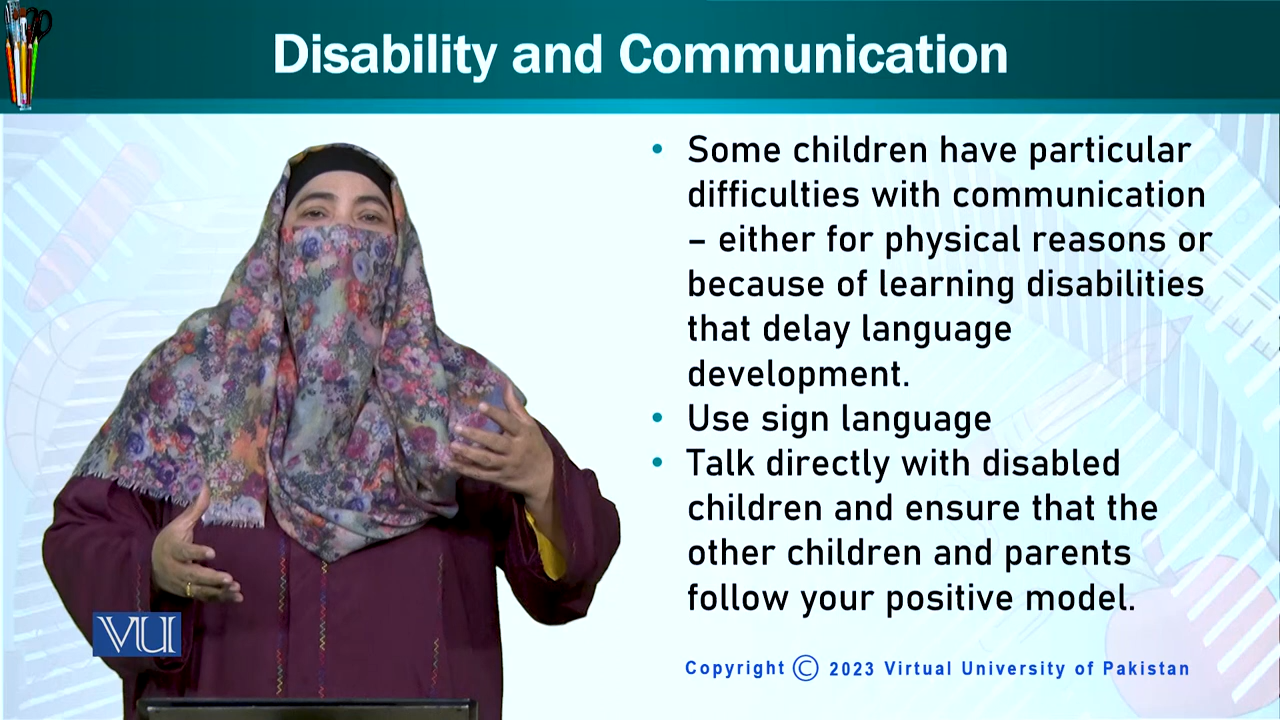 Disability and Communication
• Some children have particular
difficulties with communication
– either for physical reasons or
because of learning disabilities
that delay language
development.
• Use sign language
• Talk directly with disabled
children and ensure that the
other children and parents
follow your positive model.
VU
Copyright © 2023 Virtual University of Pakistan